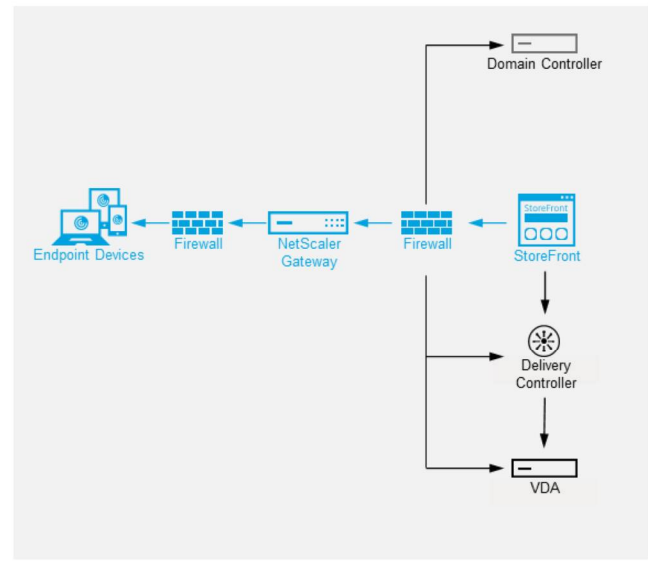 Domain Controller
StoreFront
Endpoint Devices
Firewall
NetScaler
Gateway
Firewall
StoreFront
Delivery
Controller
VDA